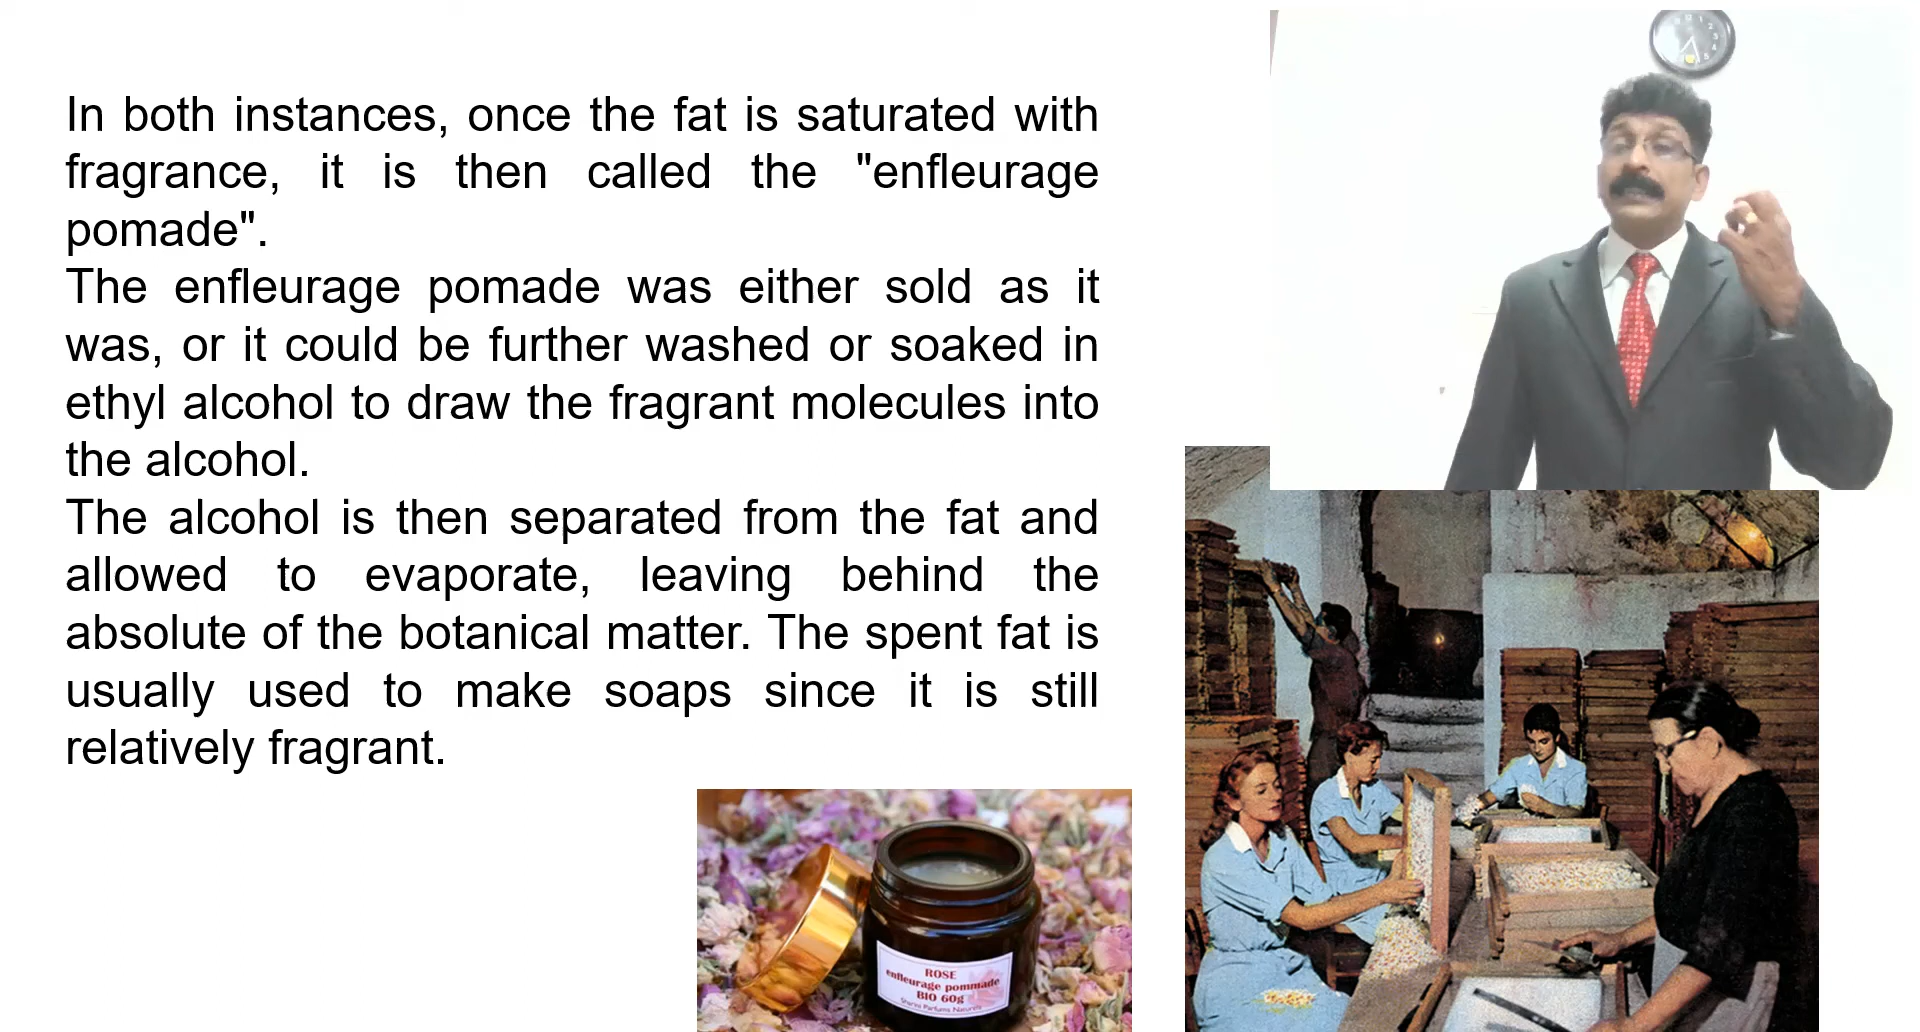 In both instances, once the fat is saturated with
fragrance, it is then called the "enfleurage
pomade".
The enfleurage pomade was either sold as it
was, or it could be further washed or soaked in
ethyl alcohol to draw the fragrant molecules into
the alcohol.
The alcohol is then separated from the fat and
allowed to evaporate, leaving behind the
absolute of the botanical matter. The spent fat is
usually used to make soaps since it is still
relatively fragrant.
ROSE
enfleurage pommade
BIO 60g
Parfums